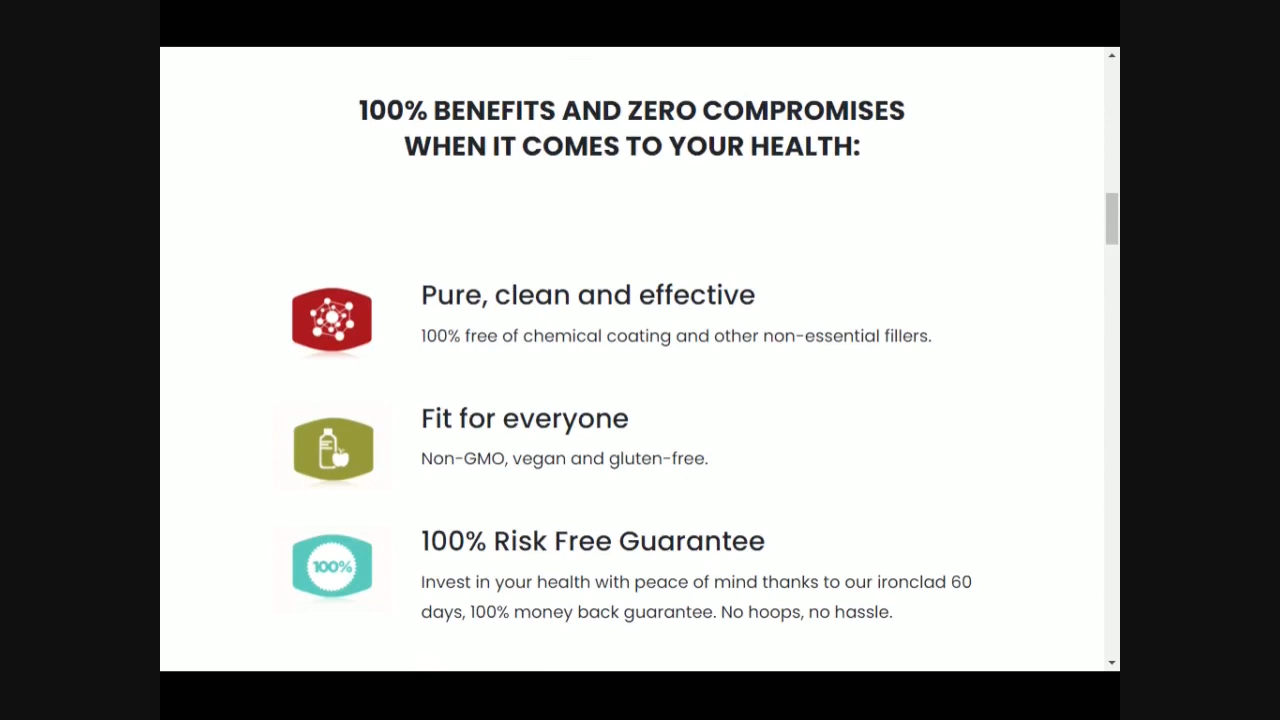 100% BENEFITS AND ZERO COMPROMISES
WHEN IT COMES TO YOUR HEALTH:
Pure, clean and effective
100% free of chemical coating and other non-essential fillers.
Fit for everyone
Non-GMO, vegan and gluten-free.
100%
100% Risk Free Guarantee
Invest in your health with peace of mind thanks to our ironclad 60
days, 100% money back guarantee. No hoops, no hassle.